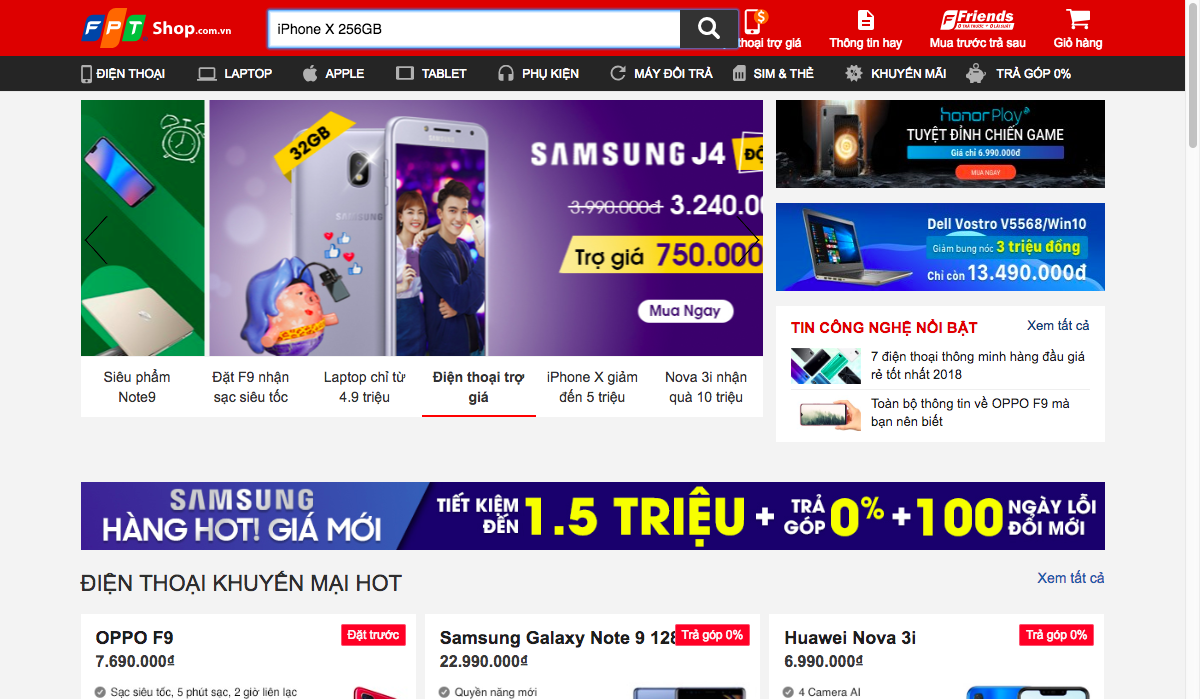 FPT Shop.com.vn
iPhone X 256GB
thoại trợ giá
Thông tin hay
Friends
Mua trước trả sau
Giỏ hàng
ĐIỆN THOẠI
LAPTOP
APPLE
TABLET
PHỤ KIỆN
MÁY ĐỔI TRẢ
SIM & THẺ
KHUYẾN MÃI
TRẢ GÓP 0%
32GB
SAMSUNG
SAMSUNG J4
3.990.000đ 3.240.00
Trợ giá 750.000
Mua Ngay
Siêu phẩm
Note9
Đặt F9 nhận
sạc siêu tốc
Laptop chỉ từ
4.9 triệu
Điện thoại trợ
giá
iPhone X giảm
đến 5 triệu
Nova 3i nhận
quà 10 triệu
honor Play
TUYỆT ĐỈNH CHIẾN GAME
Giá chỉ 6.990.000đ
MUA NGAY
Dell Vostro V5568/Win10
Giảm bung nóc 3 triệu đồng
Chỉ còn 13.490.000đ
TIN CÔNG NGHỆ NỔI BẬT
Xem tất cả
7 điện thoại thông minh hàng đầu giá
rẻ tốt nhất 2018
Toàn bộ thông tin về OPPO F9 mà
bạn nên biết
SAMSUNG
HÀNG HOT! GIÁ MỚI
TIẾT KIỆM
ĐẾN 1.5 TRIỆU + TRẢ GÓP 0% + 100 NGÀY LỖI
ĐỔI MỚI
ĐIỆN THOẠI KHUYẾN MẠI HOT
Xem tất cả
OPPO F9
Đặt trước
7.690.000đ
Sạc siêu tốc, 5 phút sạc, 2 giờ liên lạc
Samsung Galaxy Note 9 128
Trả góp 0%
22.990.000đ
Quyền năng mới
Huawei Nova 3i
Trả góp 0%
6.990.000đ
4 Camera AI